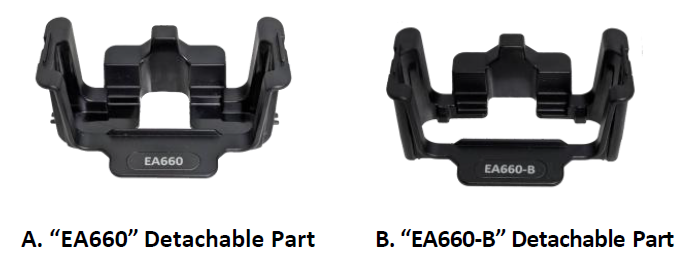 EA660
EA660-B
A. “EA660” Detachable Part
B. “EA660-B” Detachable Part